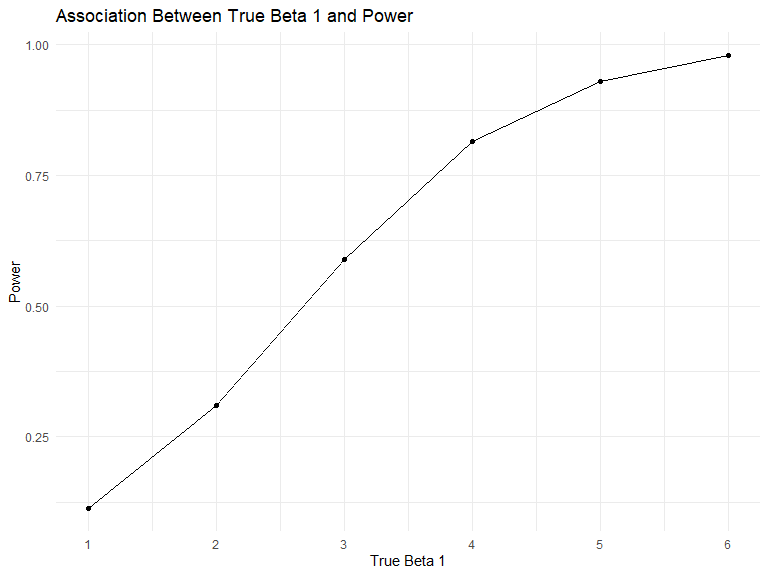 Association Between True Beta 1 and Power
1.00
0.75
0.50
0.25
Power
1 2 3 4 5 6
True Beta 1